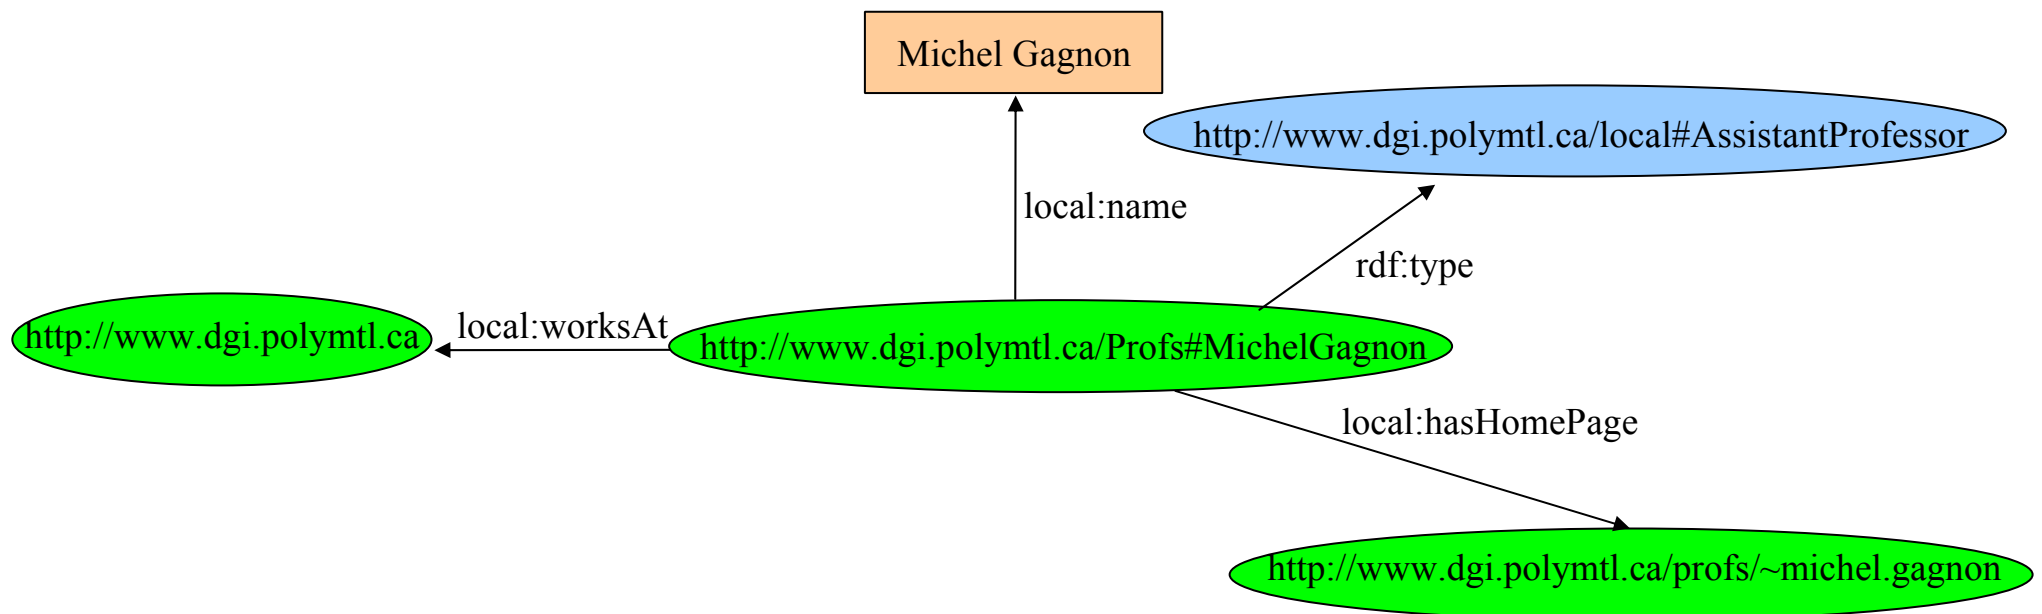 Michel Gagnon
http://www.dgi.polymtl.ca/local#AssistantProfessor
local:name
rdf:type
http://www.dgi.polymtl.ca
local:worksAt
http://www.dgi.polymtl.ca/Profs#MichelGagnon
local:hasHomePage
http://www.dgi.polymtl.ca/profs/~michel.gagnon